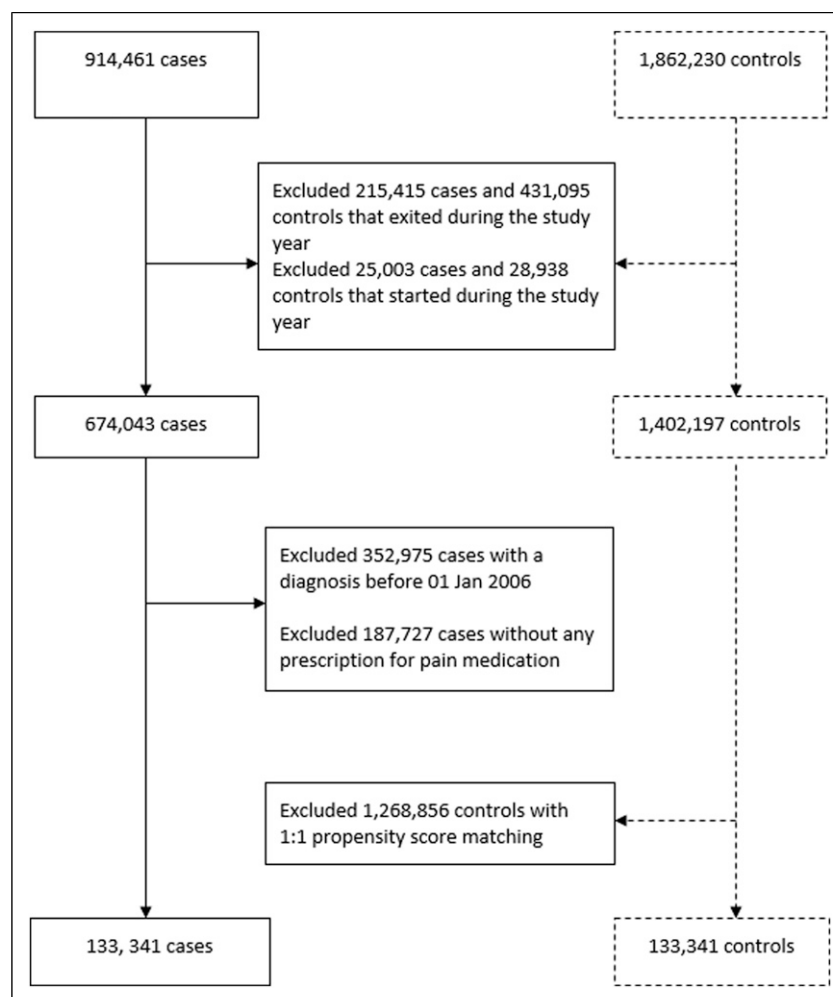 914,461 cases
1,862,230 controls
Excluded 215,415 cases and 431,095
controls that exited during the study
year
Excluded 25,003 cases and 28,938
controls that started during the study
year
674,043 cases
1,402,197 controls
Excluded 352,975 cases with a
diagnosis before 01 Jan 2006
Excluded 187,727 cases without any
prescription for pain medication
Excluded 1,268,856 controls with
1:1 propensity score matching
133, 341 cases
133,341 controls